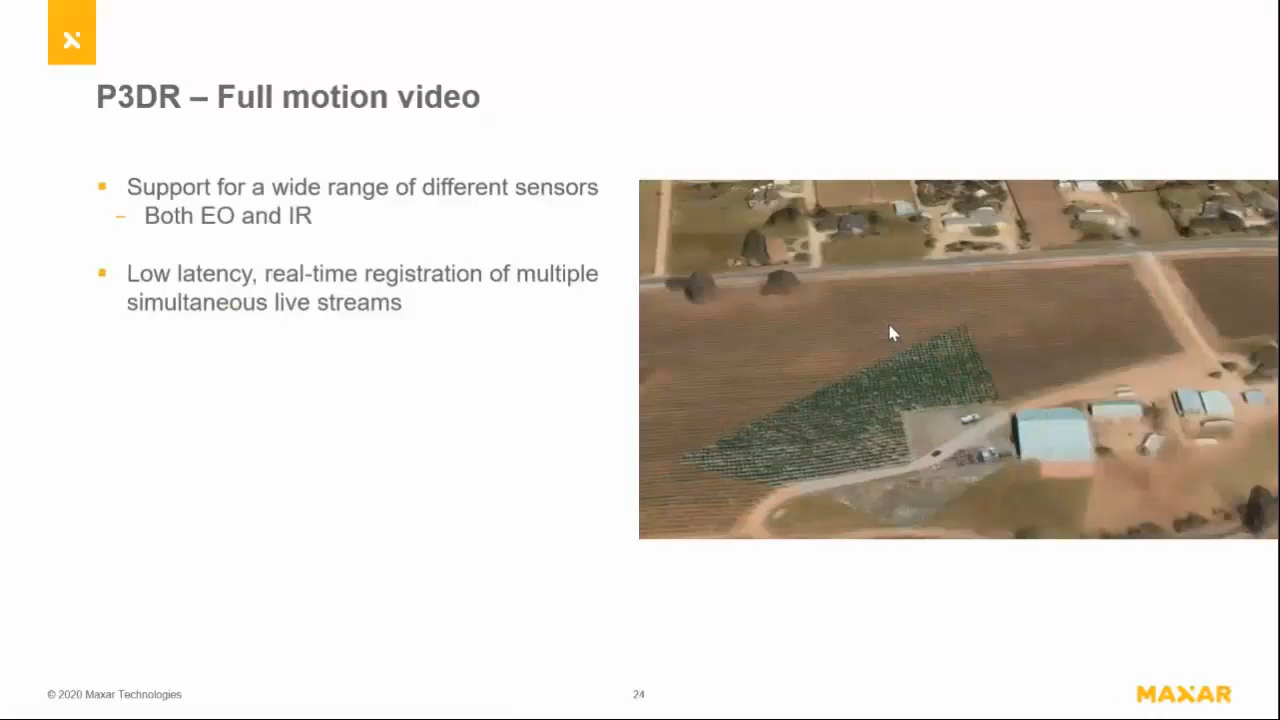 P3DR – Full motion video
Support for a wide range of different sensors
– Both EO and IR
Low latency, real-time registration of multiple
simultaneous live streams
© 2020 Maxar Technologies
24
MAXAR